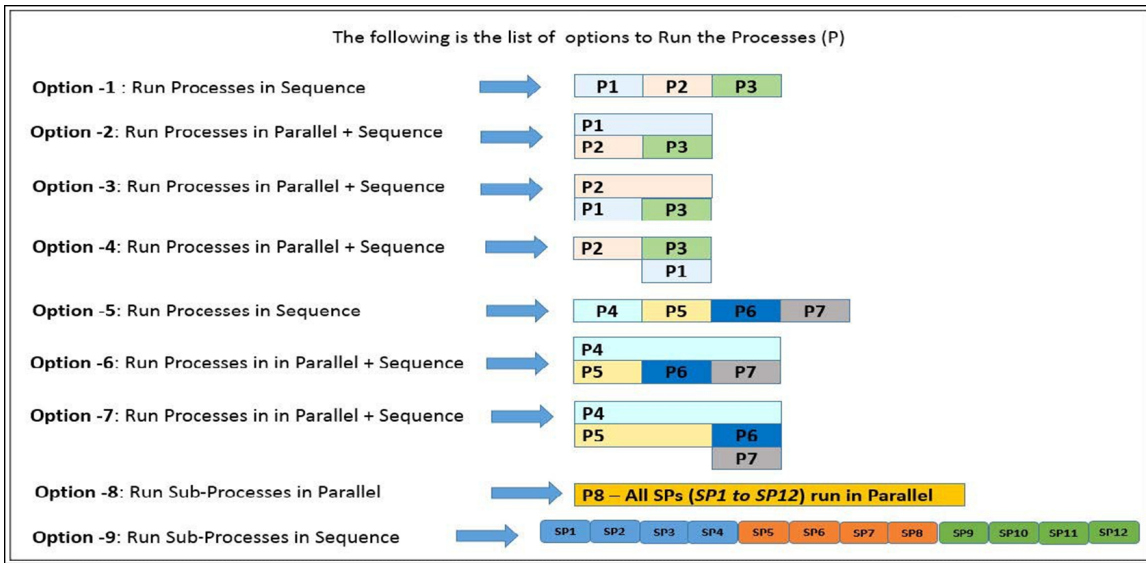 The following is the list of options to Run the Processes (P)
Option -1 : Run Processes in Sequence
P1 P2 P3
Option -2: Run Processes in Parallel + Sequence
P1
P2 P3
Option -3: Run Processes in Parallel + Sequence
P2
P1 P3
Option -4: Run Processes in Parallel + Sequence
P2 P3
P1
Option -5: Run Processes in Sequence
P4 P5 P6 P7
Option -6: Run Processes in in Parallel + Sequence
P4
P5 P6 P7
Option -7: Run Processes in in Parallel + Sequence
P4
P5 P6
P7
Option -8: Run Sub-Processes in Parallel
P8 – All SPs (SP1 to SP12) run in Parallel
Option -9: Run Sub-Processes in Sequence
SP1 SP2 SP3 SP4 SP5 SP6 SP7 SP8 SP9 SP10 SP11 SP12